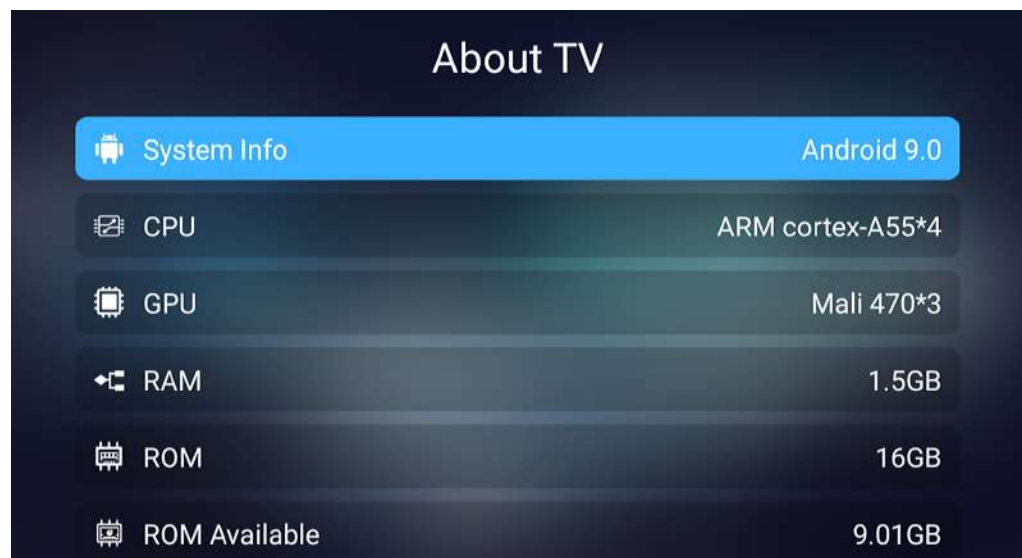 About TV
System Info Android 9.0
CPU ARM cortex-A55*4
GPU Mali 470*3
RAM 1.5GB
ROM 16GB
ROM Available 9.01GB